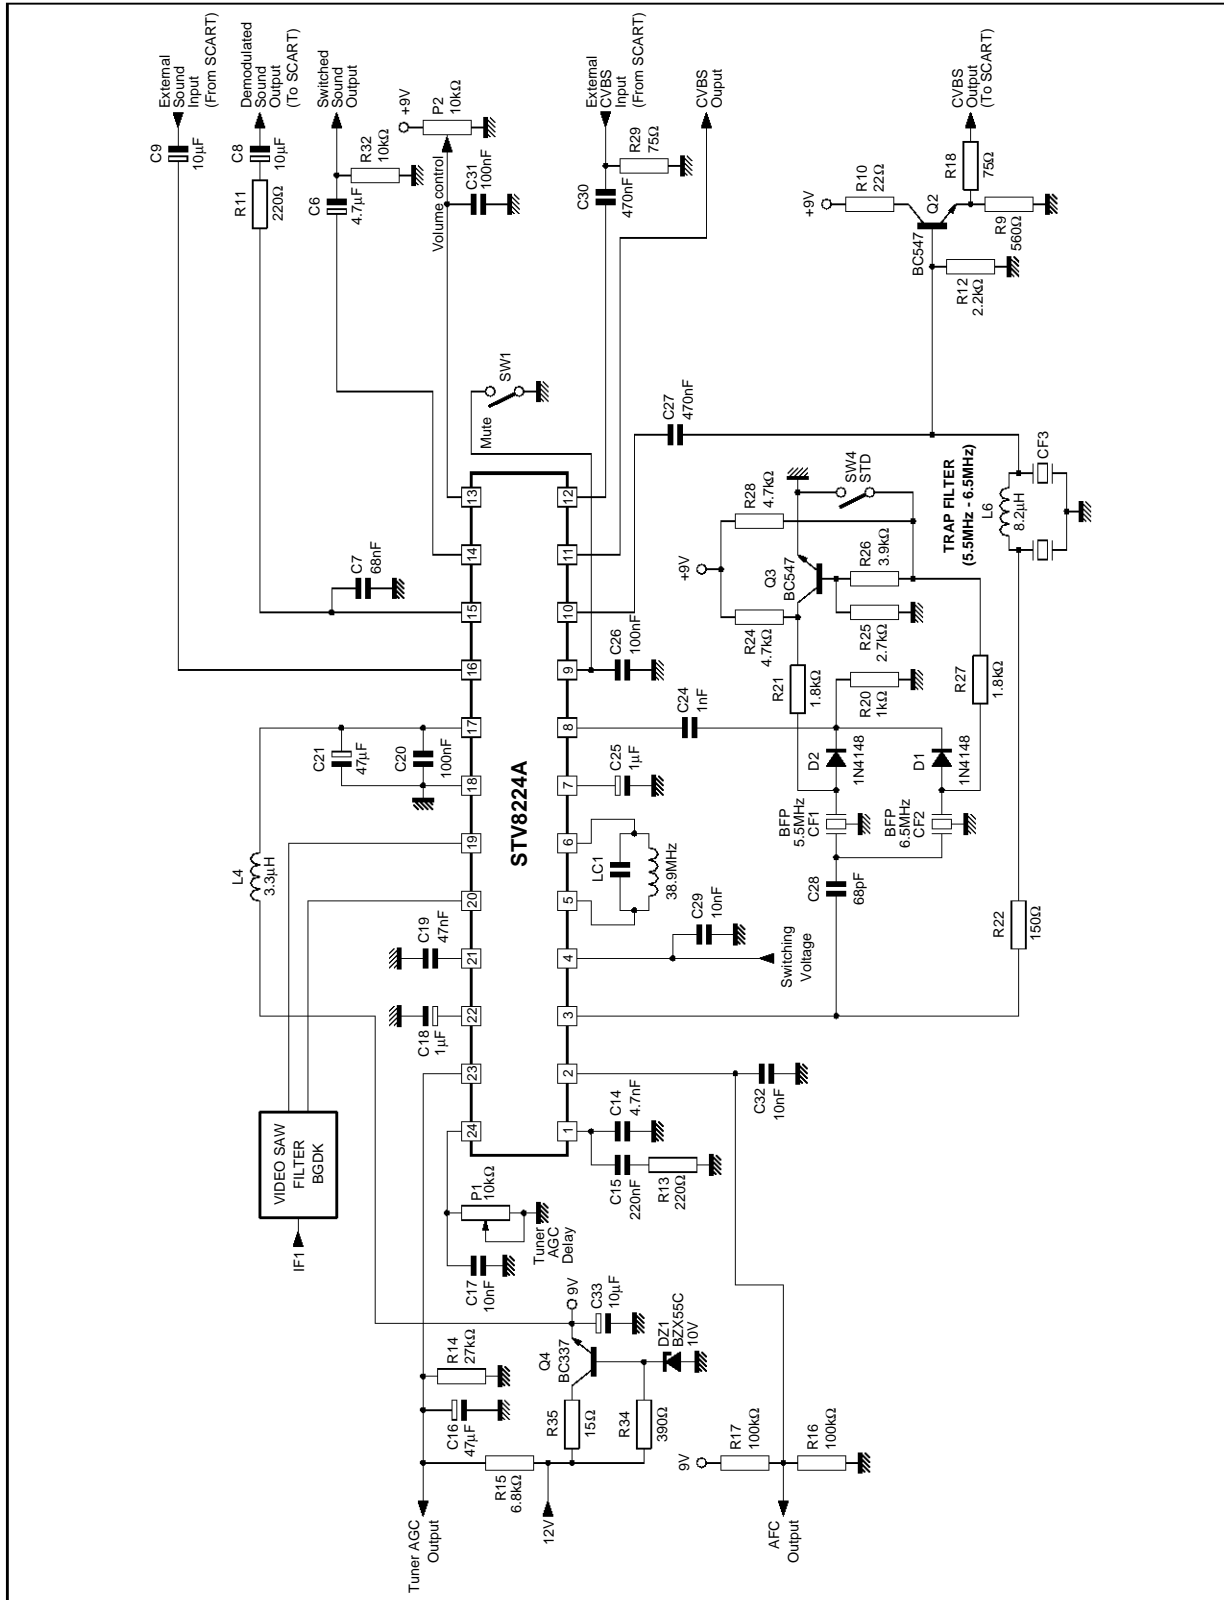 External
Sound
Input
(From SCART)
C9
10µF
Demodulated
Sound
Output
(To SCART)
C8
10µF
R11
220Ω
Switched
Sound
Output
R32
10kΩ
C6
4.7µF
+9V
P2
10kΩ
Volume control
C31
100nF
External
CVBS
Input
(From SCART)
R29
75Ω
C30
470nF
CVBS
Ouput
CVBS
Output
(To SCART)
R18
75Ω
+9V
R10
22Ω
Q2
BC547
R9
560Ω
R12
2.2kΩ
Mute
SW1
C27
470nF
C7
68nF
13
14
15
16
17
18
19
20
21
22
23
24
STV8224A
12
11
10
9
8
7
6
5
4
3
2
1
C26
100nF
C24
1nF
C25
1µF
LC1
38.9MHz
C29
10nF
Switching
Voltage
+9V
R28
4.7kΩ
SW4
STD
Q3
BC547
R24
4.7kΩ
R26
3.9kΩ
R25
2.7kΩ
R21
1.8kΩ
R20
1kΩ
R27
1.8kΩ
TRAP FILTER
(5.5MHz - 6.5MHz)
L6
8.2µH
CF3
D2
1N4148
D1
1N4148
BFP
5.5MHz
CF1
BFP
6.5MHz
CF2
C28
68pF
R22
150Ω
C21
47µF
C20
100nF
L4
3.3µH
C19
47nF
C18
1µF
VIDEO SAW
FILTER
BGDK
IF1
C14
4.7nF
C15
220nF
R13
220Ω
C32
10nF
P1
10kΩ
Tuner
AGC
Delay
C17
10nF
9V
C33
10µF
Q4
BC337
DZ1
BZX55C
10V
R14
27kΩ
C16
47µF
R35
15Ω
R34
390Ω
R15
6.8kΩ
12V
Tuner AGC
Output
9V
R17
100kΩ
R16
100kΩ
AFC
Output